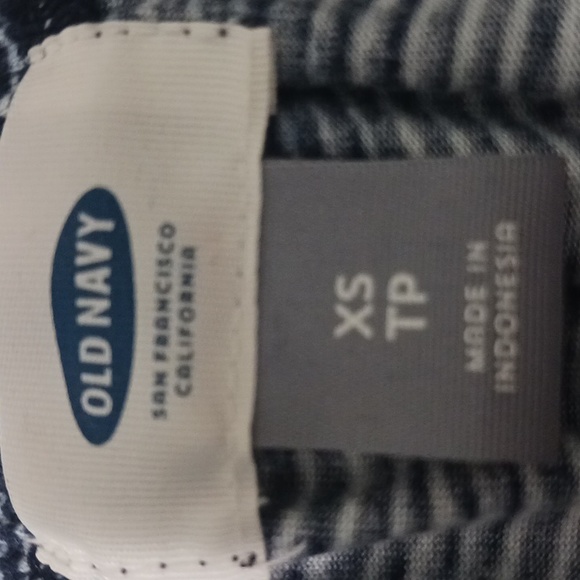 OLD NAVY
SAN FRANCISCO
CALIFORNIA
XS
TP
MADE IN
INDONESIA